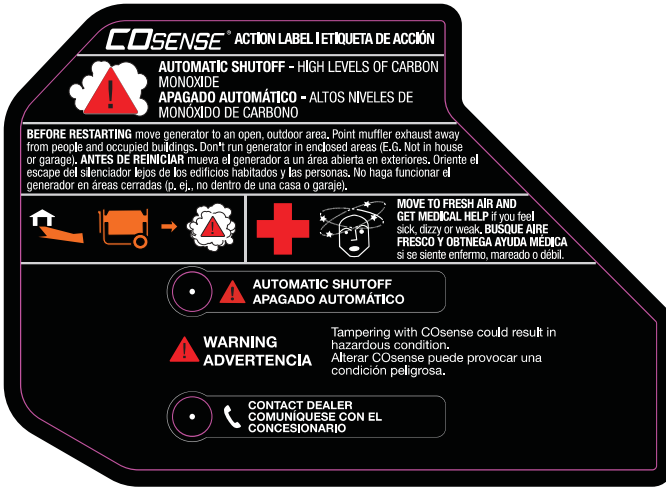 COSENSE® ACTION LABEL | ETIQUETA DE ACCIÓN
AUTOMATIC SHUTOFF - HIGH LEVELS OF CARBON
MONOXIDE
APAGADO AUTOMÁTICO - ALTOS NIVELES DE
MONÓXIDO DE CARBONO
BEFORE RESTARTING move generator to an open, outdoor area. Point muffler exhaust away
from people and occupied buildings. Don't run generator in enclosed areas (E.G. Not in house
or garage). ANTES DE REINICIAR mueva el generador a un área abierta en exteriores. Oriente el
escape del silenciador lejos de los edificios habitados y las personas. No haga funcionar el
generador en áreas cerradas (p. ej., no dentro de una casa o garaje).
MOVE TO FRESH AIR AND
GET MEDICAL HELP if you feel
sick, dizzy or weak. BUSQUE AIRE
FRESCO Y OBTNEGA AYUDA MÉDICA
si se siente enfermo, mareado o débil.
AUTOMATIC SHUTOFF
APAGADO AUTOMÁTICO
WARNING
ADVERTENCIA
Tampering with COsense could result in
hazardous condition.
Alterar COsense puede provocar una
condición peligrosa.
CONTACT DEALER
COMUNÍQUESE CON EL
CONCESIONARIO